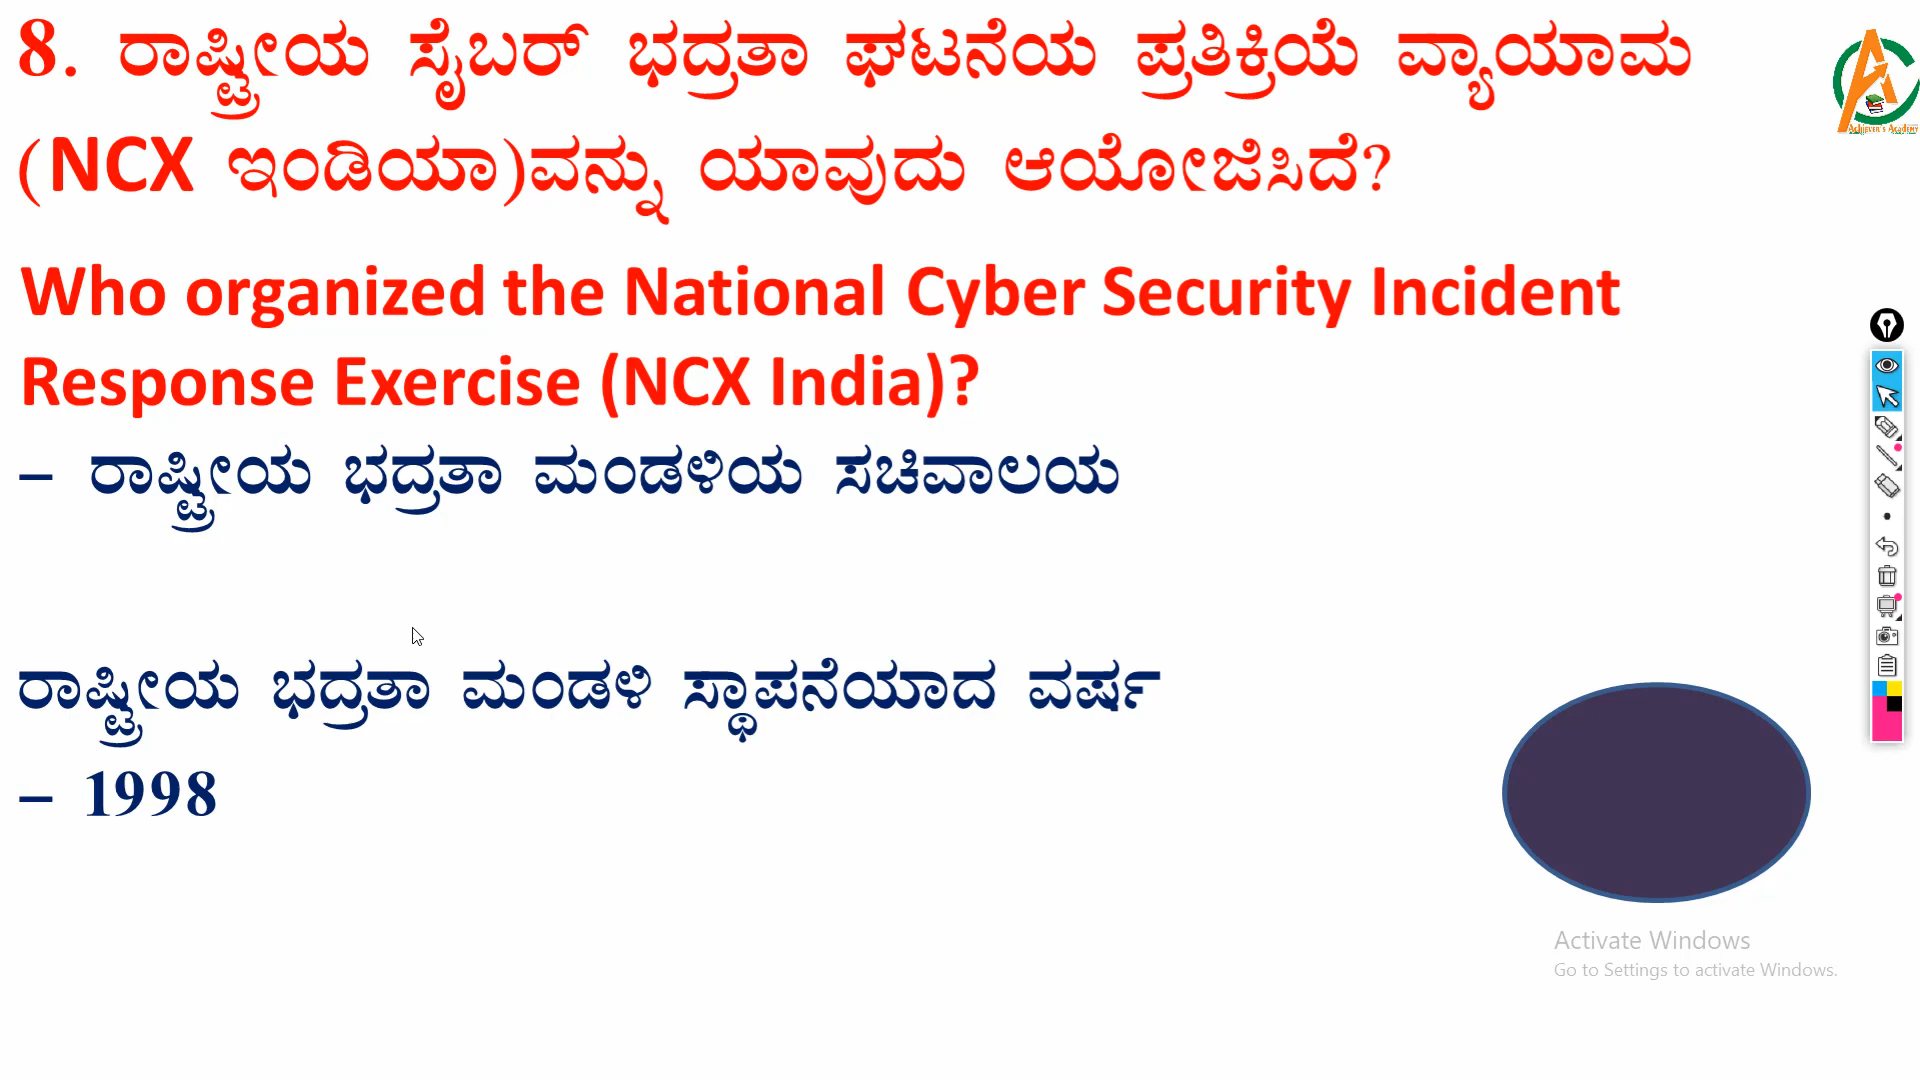 8. ರಾಷ್ಟ್ರೀಯ ಸೈಬರ್ ಭದ್ರತಾ ಘಟನೆಯ ಪ್ರತಿಕ್ರಿಯೆ ವ್ಯಾಯಾಮ
(NCX ಇಂಡಿಯಾ)ವನ್ನು ಯಾವುದು ಆಯೋಜಿಸಿದೆ?
Who organized the National Cyber Security Incident
Response Exercise (NCX India)?
– ರಾಷ್ಟ್ರೀಯ ಭದ್ರತಾ ಮಂಡಳಿಯ ಸಚಿವಾಲಯ
ರಾಷ್ಟ್ರೀಯ ಭದ್ರತಾ ಮಂಡಳಿ ಸ್ಥಾಪನೆಯಾದ ವರ್ಷ
– 1998
Achiever's Academy
Activate Windows
Go to Settings to activate Windows.